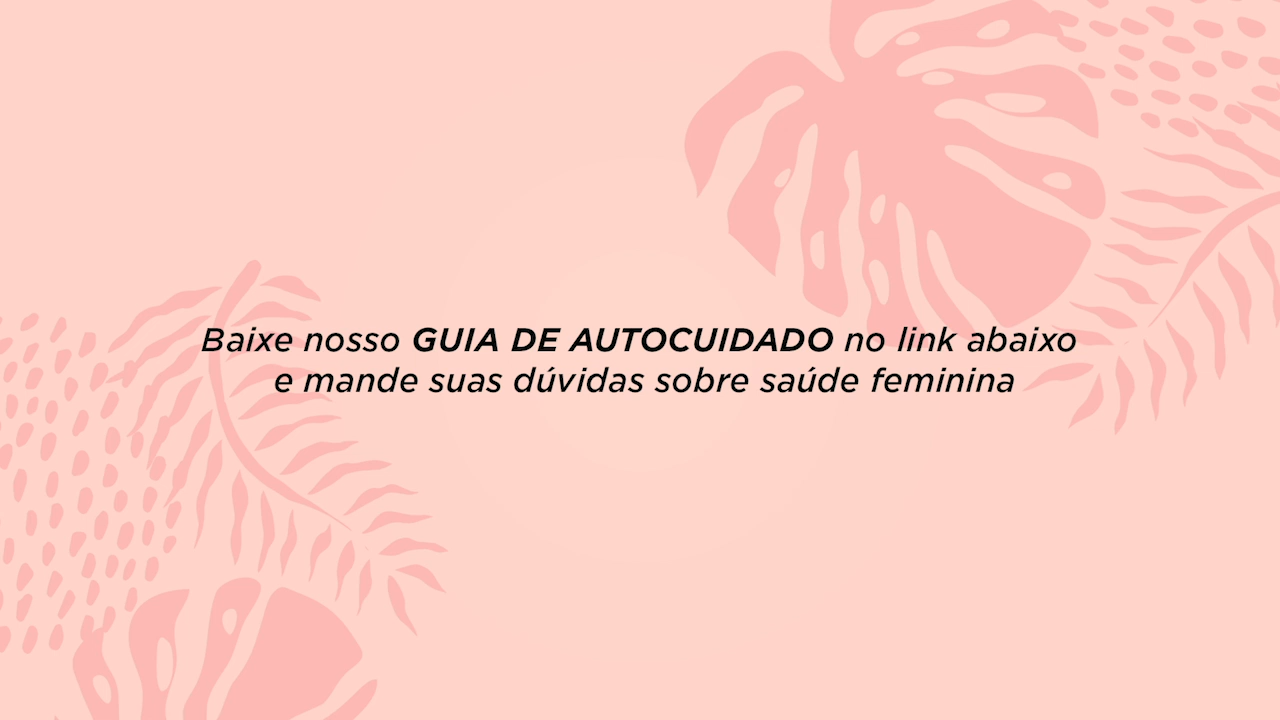 Baixe nosso GUIA DE AUTOCUIDADO no link abaixo
e mande suas dúvidas sobre saúde feminina